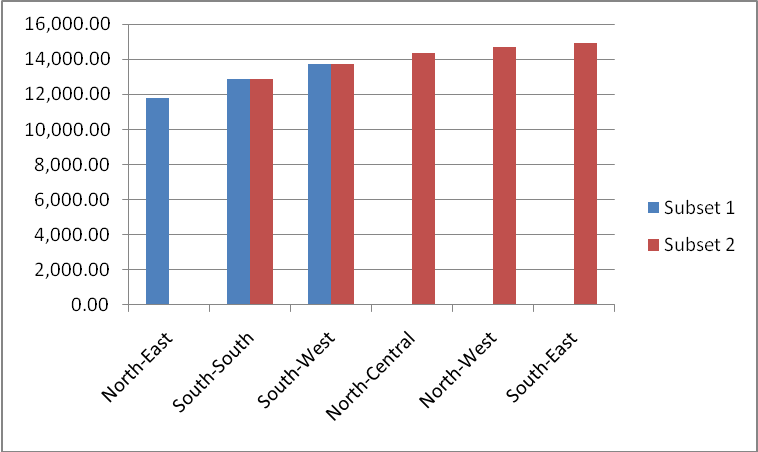 16,000.00
14,000.00
12,000.00
10,000.00
8,000.00
6,000.00
4,000.00
2,000.00
0.00
North-East
South-South
South-West
North-Central
North-West
South-East
Subset 1
Subset 2